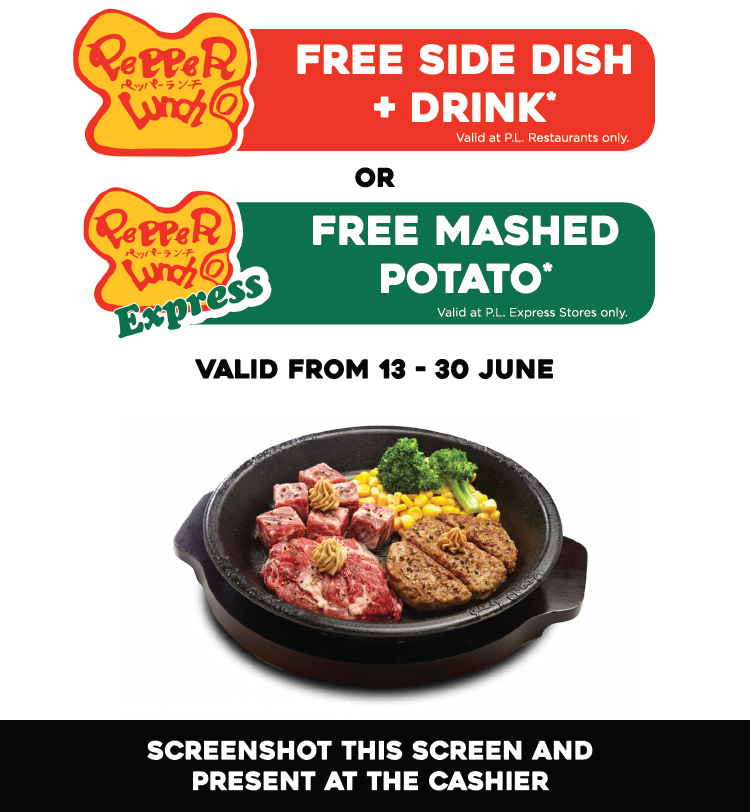 PePPeR
ペッパーランチ
Lunch
FREE SIDE DISH
+ DRINK*
Valid at P.L. Restaurants only.
OR
PePPeR
ペッパーランチ
Lunch
Express
FREE MASHED
POTATO*
Valid at P.L. Express Stores only.
VALID FROM 13 - 30 JUNE
SCREENSHOT THIS SCREEN AND
PRESENT AT THE CASHIER